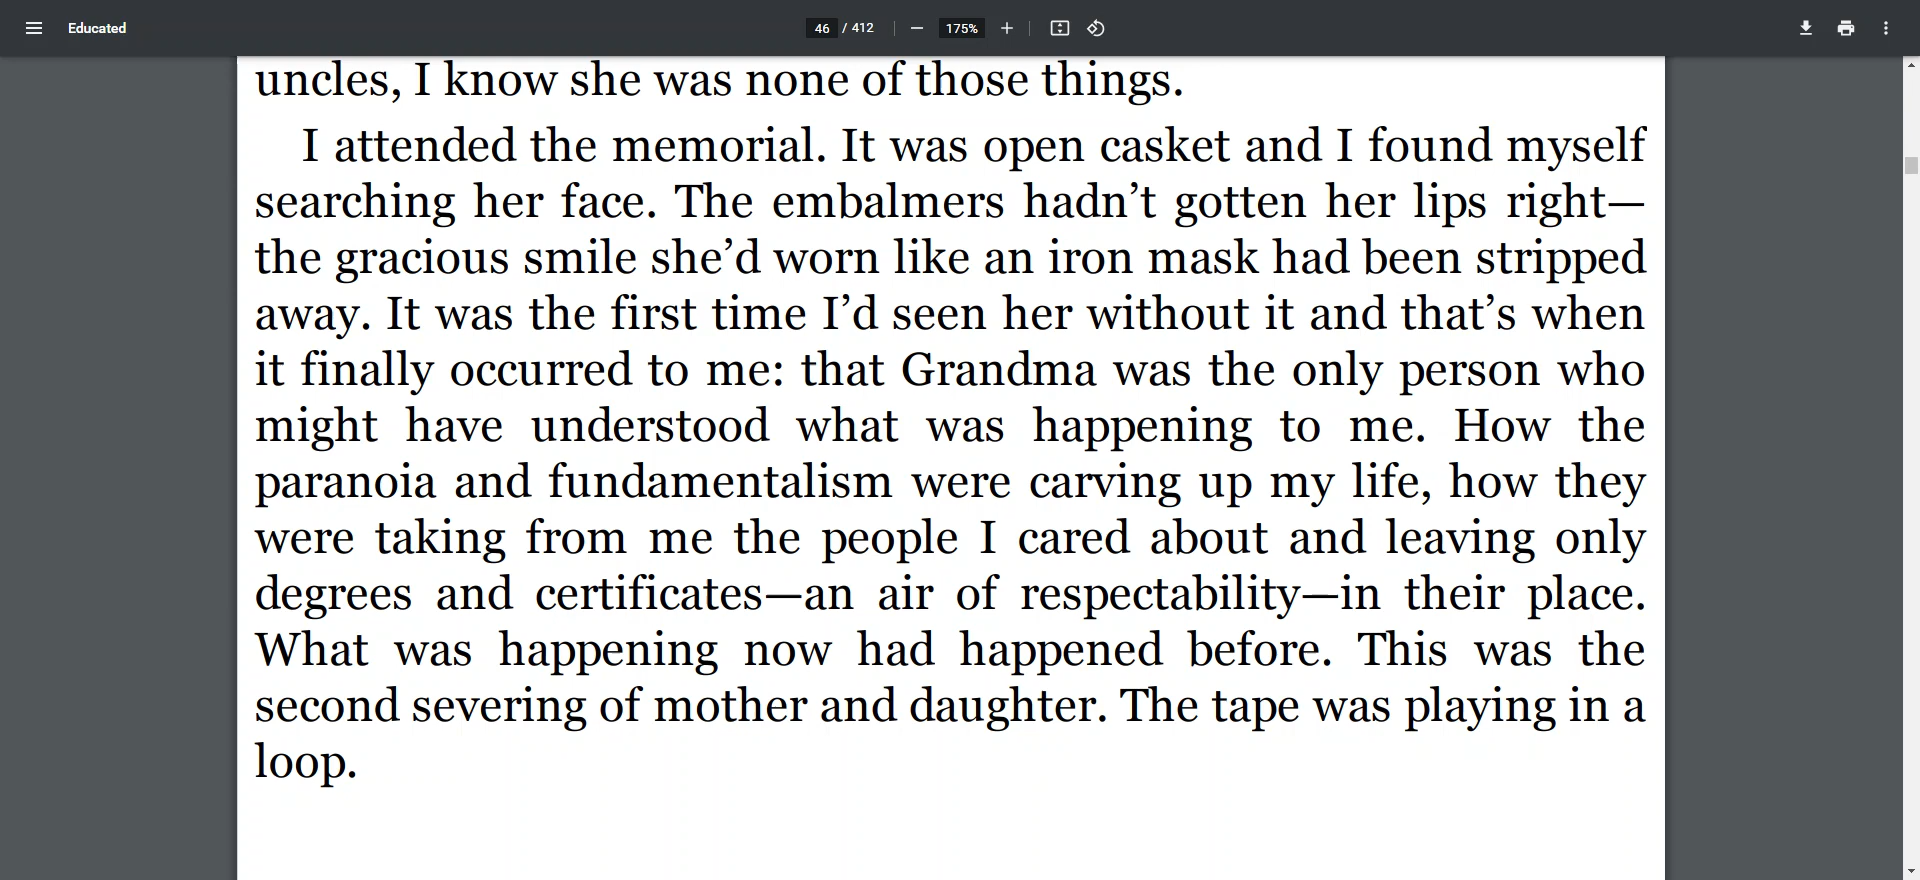 Educated
46 / 412
175%
uncles, I know she was none of those things.
I attended the memorial. It was open casket and I found myself
searching her face. The embalmers hadn’t gotten her lips right—
the gracious smile she’d worn like an iron mask had been stripped
away. It was the first time I’d seen her without it and that’s when
it finally occurred to me: that Grandma was the only person who
might have understood what was happening to me. How the
paranoia and fundamentalism were carving up my life, how they
were taking from me the people I cared about and leaving only
degrees and certificates—an air of respectability—in their place.
What was happening now had happened before. This was the
second severing of mother and daughter. The tape was playing in a
loop.